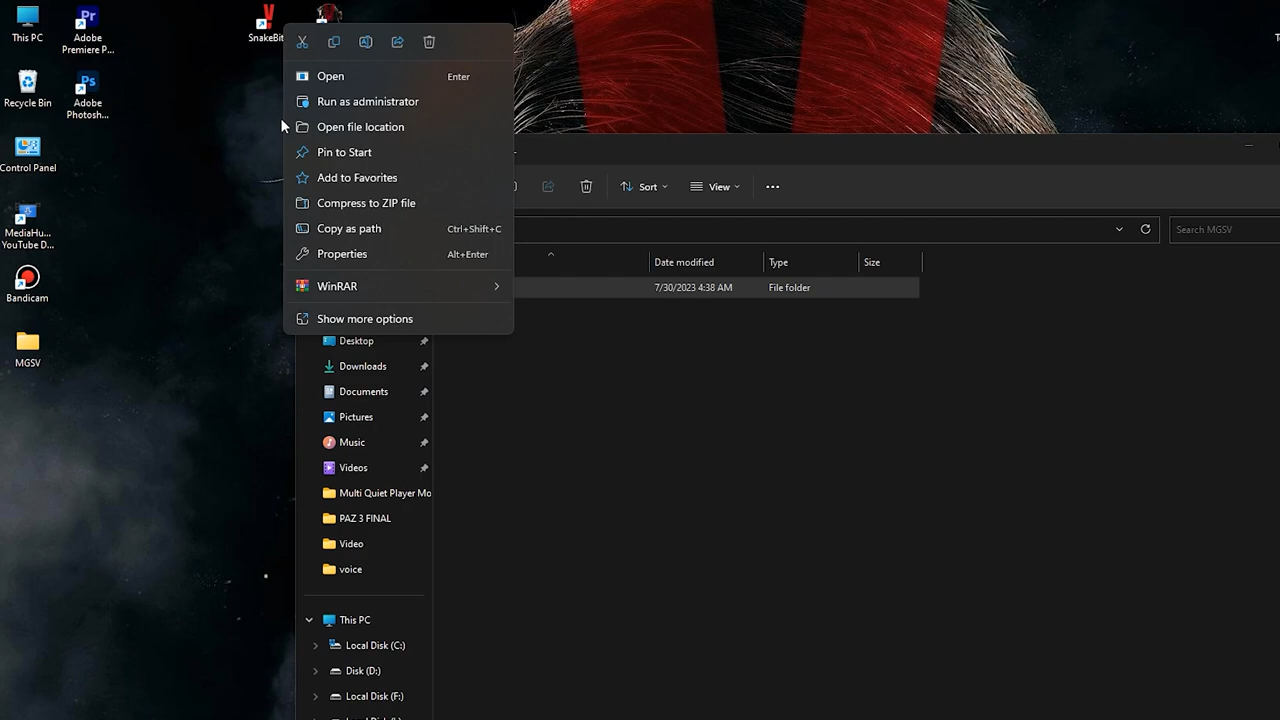 This PC
Adobe
Premiere P...
SnakeBit
Recycle Bin
Adobe
Photosh...
Control Panel
MediaHu...
YouTube D...
Bandicam
MGSV
Open Enter
Run as administrator
Open file location
Pin to Start
Add to Favorites
Compress to ZIP file
Copy as path Ctrl+Shift+C
Properties Alt+Enter
WinRAR
Show more options
Sort View ...
Search MGSV
Date modified Type Size
7/30/2023 4:38 AM File folder
Desktop
Downloads
Documents
Pictures
Music
Videos
Multi Quiet Player Mo
PAZ 3 FINAL
Video
voice
This PC
Local Disk (C:)
Disk (D:)
Local Disk (F:)